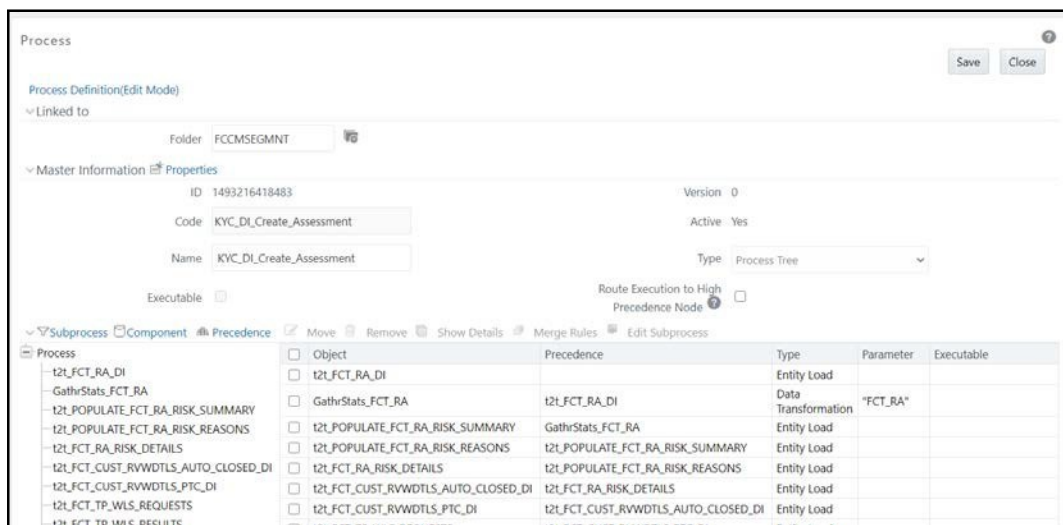 Process
Save Close
Process Definition(Edit Mode)
Linked to
Folder FCCMSEGMNT
Master Information Properties
ID 1493216418483 Version 0
Code KYC_DI_Create_Assessment Active Yes
Name KYC_DI_Create_Assessment Type Process Tree
Executable Route Execution to High
Precedence Node
Subprocess Component Precedence Move Remove Show Details Merge Rules Edit Subprocess
Process Object Precedence Type Parameter Executable
t2t_FCT_RA_DI t2t_FCT_RA_DI Entity Load
GathrStats_FCT_RA GathrStats_FCT_RA t2t_FCT_RA_DI Data "FCT_RA"
Transformation
t2t_POPULATE_FCT_RA_RISK_SUMMARY t2t_POPULATE_FCT_RA_RISK_SUMMARY GathrStats_FCT_RA Entity Load
t2t_POPULATE_FCT_RA_RISK_REASONS t2t_POPULATE_FCT_RA_RISK_REASONS t2t_POPULATE_FCT_RA_RISK_SUMMARY Entity Load
t2t_FCT_RA_RISK_DETAILS t2t_FCT_RA_RISK_DETAILS t2t_POPULATE_FCT_RA_RISK_REASONS Entity Load
t2t_FCT_CUST_RVWDTLS_AUTO_CLOSED_DI t2t_FCT_CUST_RVWDTLS_AUTO_CLOSED_DI t2t_FCT_RA_RISK_DETAILS Entity Load
t2t_FCT_CUST_RVWDTLS_PTC_DI t2t_FCT_CUST_RVWDTLS_PTC_DI t2t_FCT_CUST_RVWDTLS_AUTO_CLOSED_DI Entity Load
t2t_FCT_TP_WLS_REQUESTS
t2t_FCT_TP_WLS_RESULTS